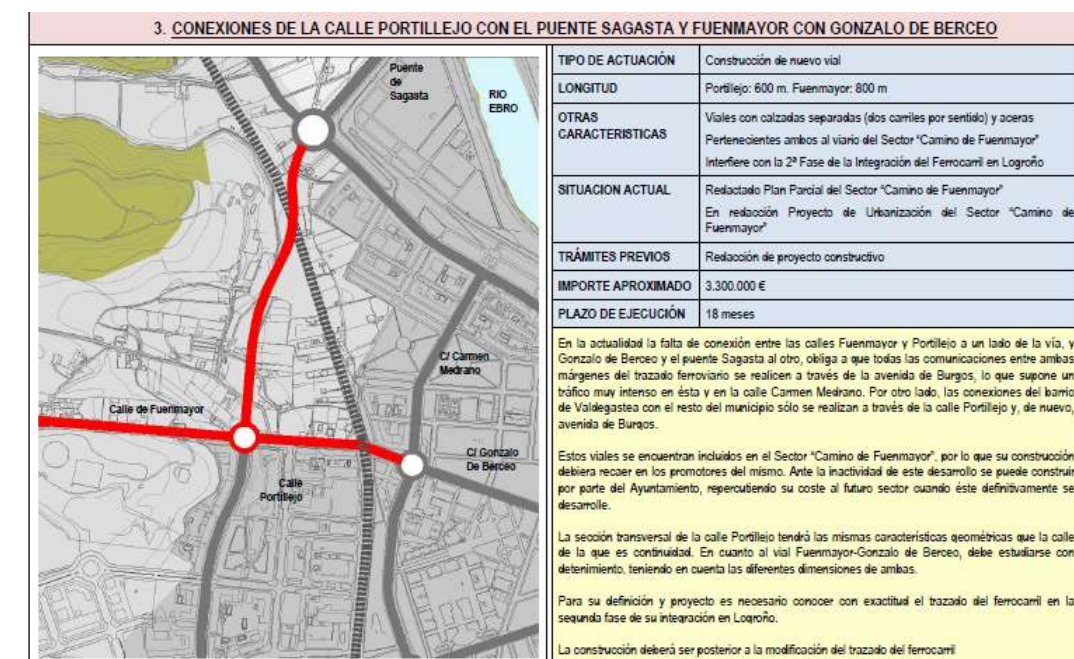 3. CONEXIONES DE LA CALLE PORTILLEJO CON EL PUENTE SAGASTA Y FUENMAYOR CON GONZALO DE BERCEO
Puente
de
Sagasta
RIO
EBRO
C/ Carmen
Medrano
Calle de Fuenmayor
C/ Gonzalo
De Berceo
Calle
Portillejo
TIPO DE ACTUACIÓN
Construcción de nuevo vial
LONGITUD
Portillejo: 600 m. Fuenmayor: 800 m
OTRAS
CARACTERISTICAS
Viales con calzadas separadas (dos carriles por sentido) y aceras
Pertenecientes ambos al viario del Sector "Camino de Fuenmayor"
Interfiere con la 2ª Fase de la Integración del Ferrocarril en Logroño
SITUACION ACTUAL
Redactado Plan Parcial del Sector "Camino de Fuenmayor"
En redacción Proyecto de Urbanización del Sector "Camino de
Fuenmayor"
TRÁMITES PREVIOS
Redacción de proyecto constructivo
IMPORTE APROXIMADO
3.300.000 €
PLAZO DE EJECUCIÓN
18 meses
En la actualidad la falta de conexión entre las calles Fuenmayor y Portillejo a un lado de la vía, y
Gonzalo de Berceo y el puente Sagasta al otro, obliga a que todas las comunicaciones entre ambas
márgenes del trazado ferroviario se realicen a través de la avenida de Burgos, lo que supone un
tráfico muy intenso en ésta y en la calle Carmen Medrano. Por otro lado, las conexiones del barrio
de Valdegastea con el resto del municipio sólo se realizan a través de la calle Portillejo y, de nuevo,
avenida de Burgos.
Estos viales se encuentran incluidos en el Sector "Camino de Fuenmayor", por lo que su construcción
debiera recaer en los promotores del mismo. Ante la inactividad de este desarrollo se puede construir
por parte del Ayuntamiento, repercutiendo su coste al futuro sector cuando éste definitivamente se
desarrolle.
La sección transversal de la calle Portillejo tendrá las mismas características geométricas que la calle
de la que es continuidad. En cuanto al vial Fuenmayor-Gonzalo de Berceo, debe estudiarse con
detenimiento, teniendo en cuenta las diferentes dimensiones de ambas.
Para su definición y proyecto es necesario conocer con exactitud el trazado del ferrocarril en la
segunda fase de su integración en Logroño.
La construcción deberá ser posterior a la modificación del trazado del ferrocarril